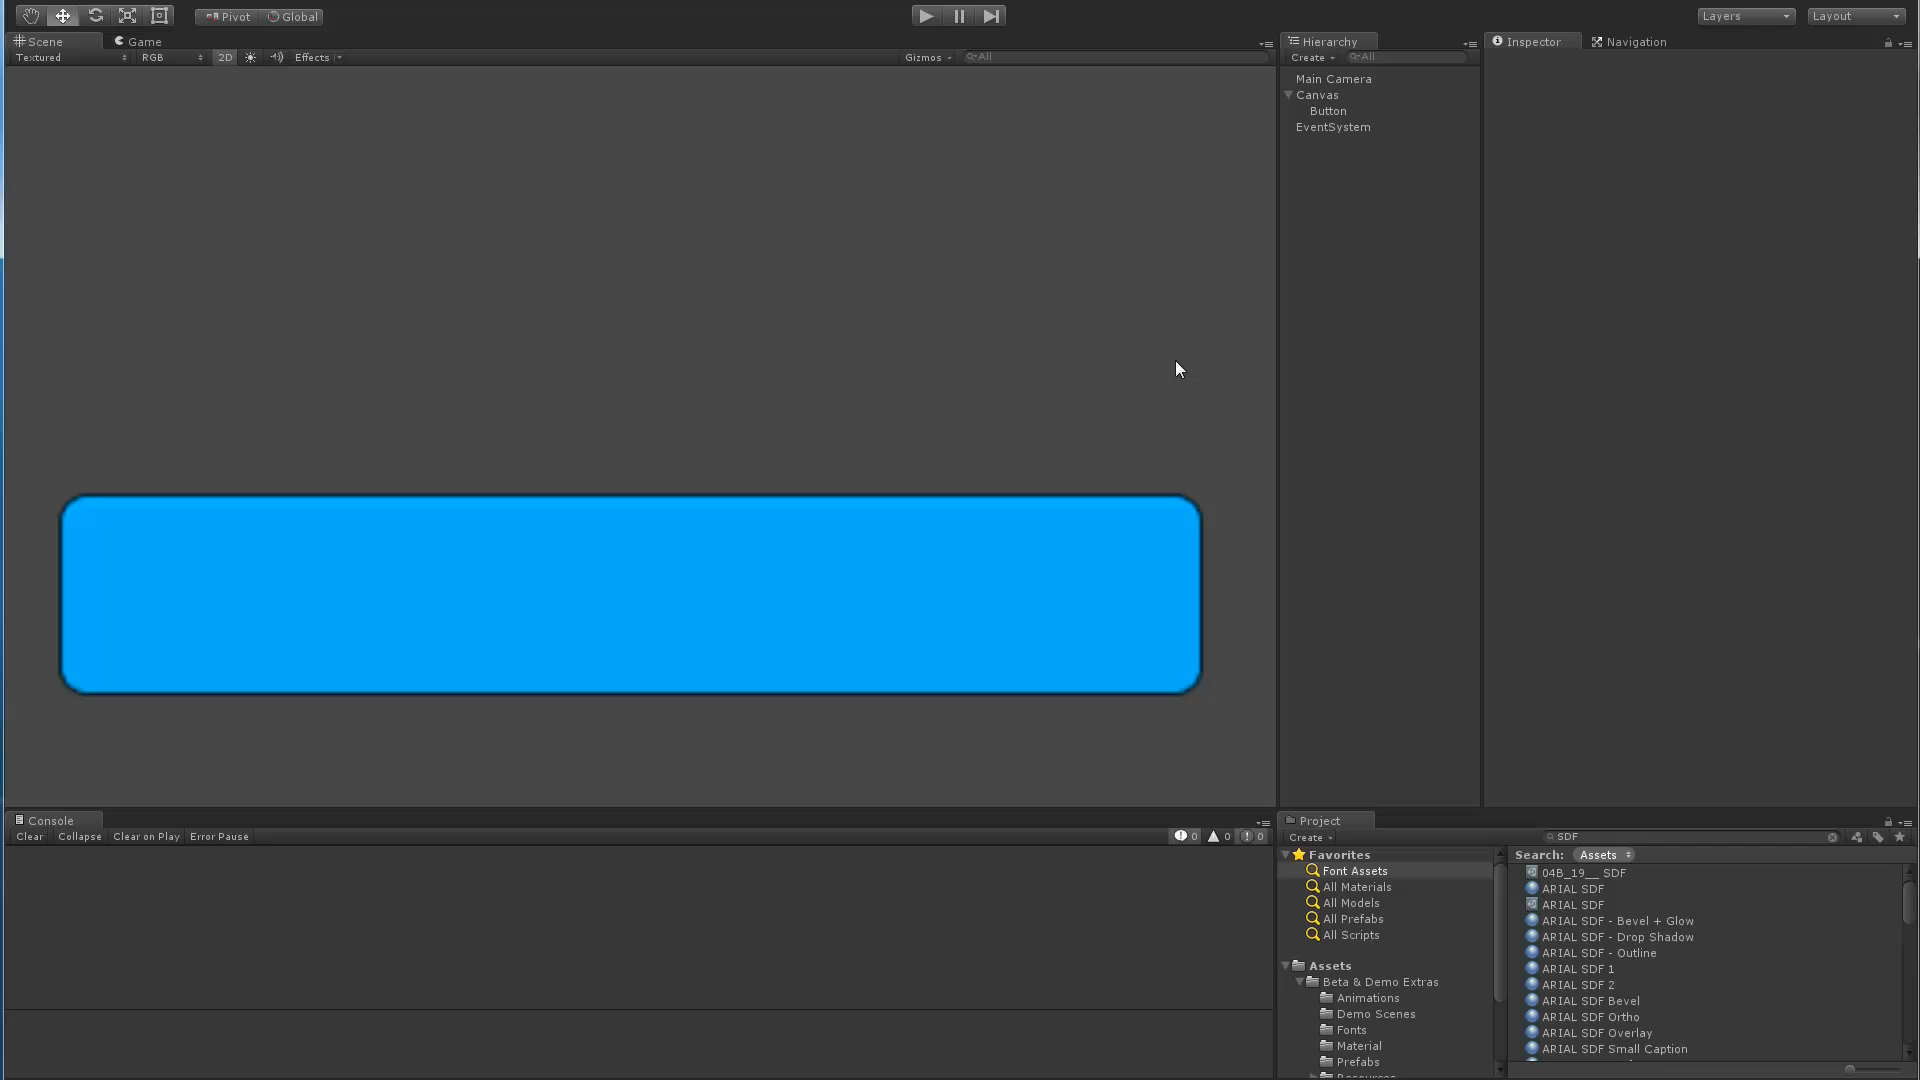 Pivot Global
Layers Layout
Scene Game
Textured RGB 2D Effects Gizmos All
Hierarchy
Create All
Main Camera
Canvas
Button
EventSystem
Inspector Navigation
Console
Clear Collapse Clear on Play Error Pause 0 0 0
Project
Create SDF
Favorites
Font Assets
All Materials
All Models
All Prefabs
All Scripts
Assets
Beta & Demo Extras
Animations
Demo Scenes
Fonts
Material
Prefabs
Resources
Search: Assets
04B_19__ SDF
ARIAL SDF
ARIAL SDF
ARIAL SDF - Bevel + Glow
ARIAL SDF - Drop Shadow
ARIAL SDF - Outline
ARIAL SDF 1
ARIAL SDF 2
ARIAL SDF Bevel
ARIAL SDF Ortho
ARIAL SDF Overlay
ARIAL SDF Small Caption